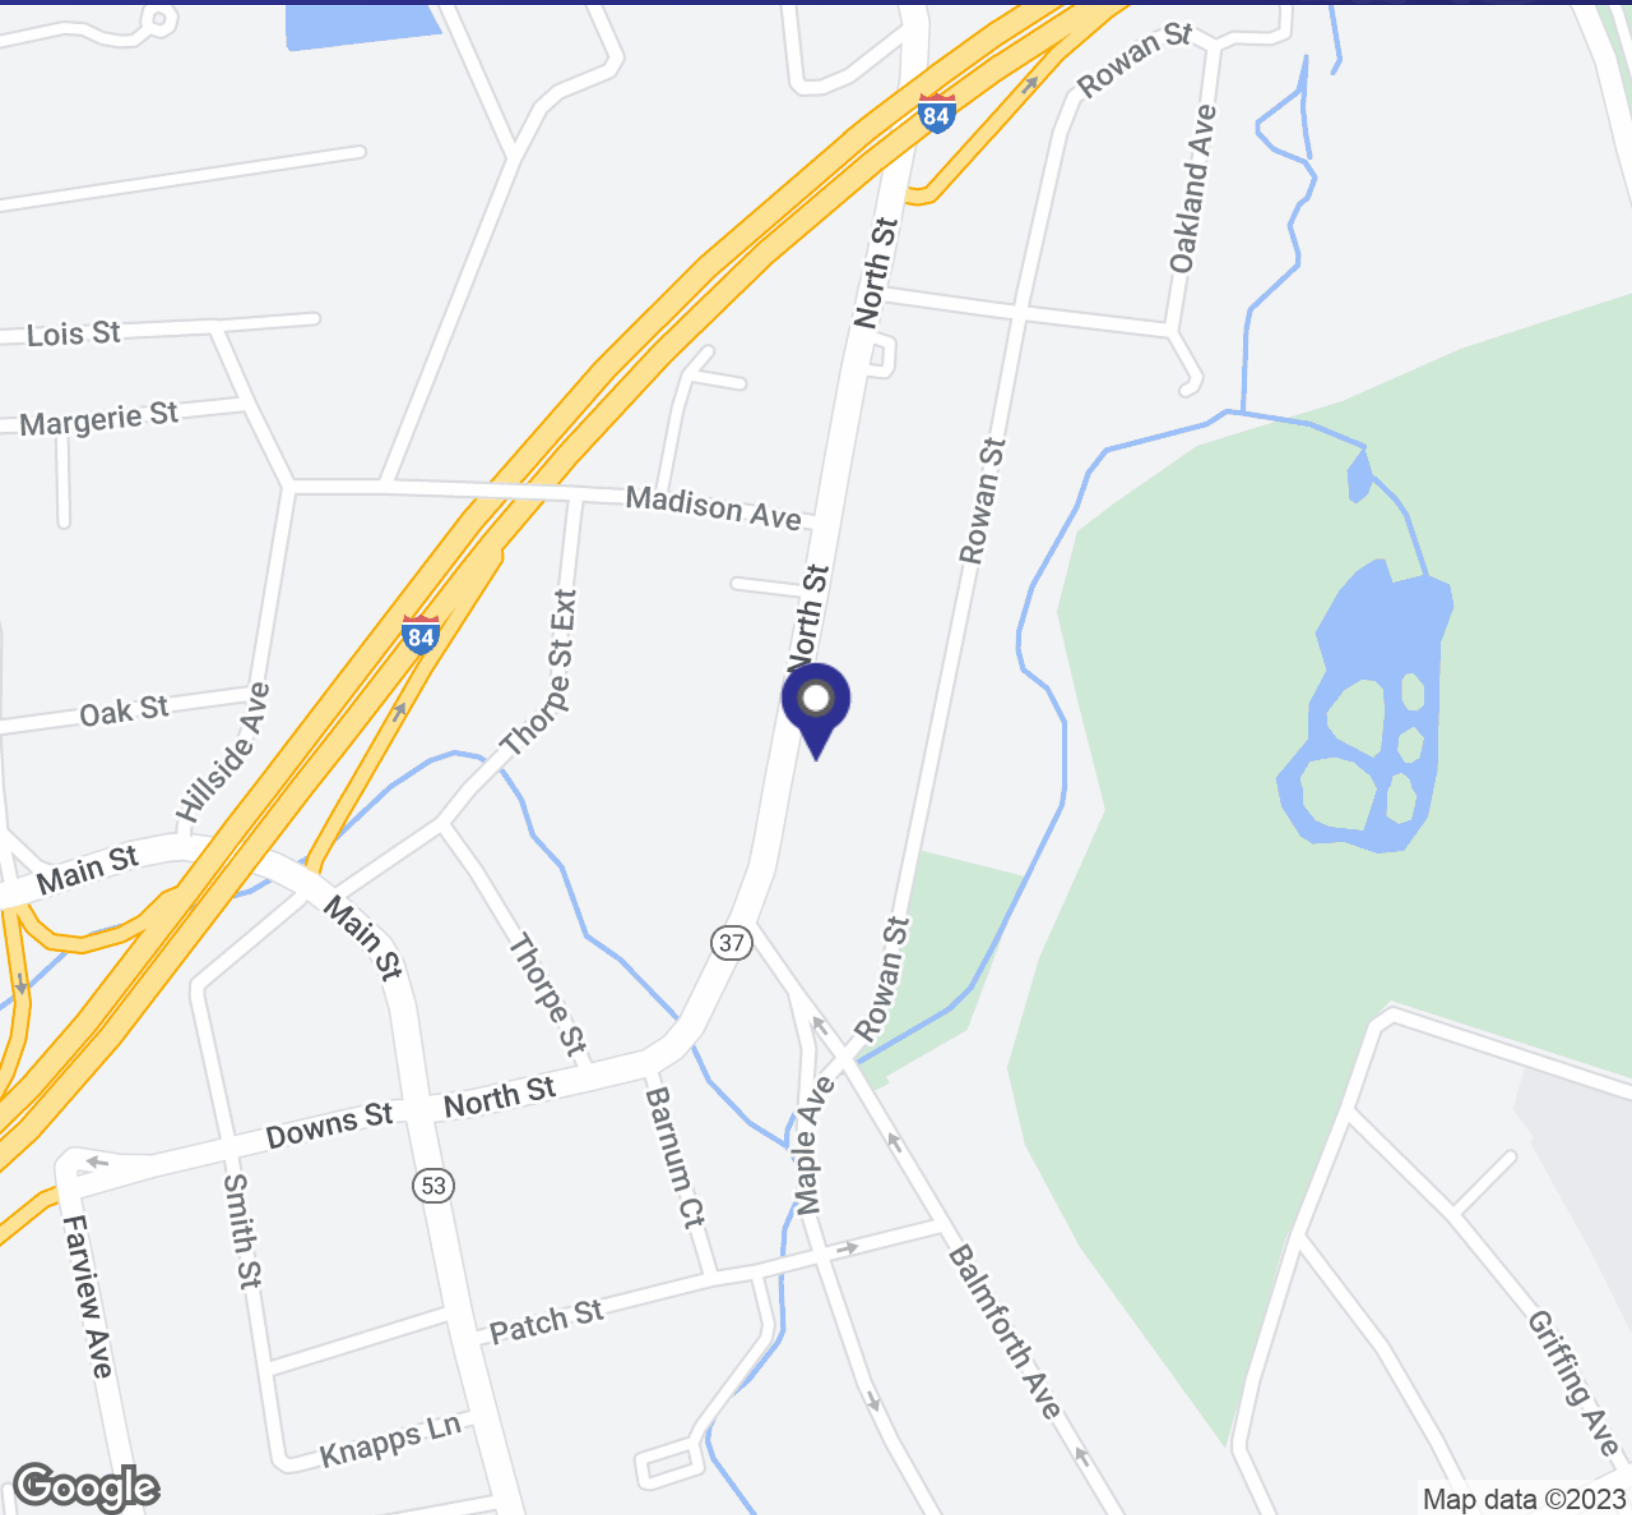 Rowan St
84
Oakland Ave
North St
Lois St
Margerie St
Madison Ave
Rowan St
North St
84
Thorpe St Ext
Oak St
Hillside Ave
Main St
Main St
37
Thorpe St
Rowan St
North St
Downs St
Barnum Ct
Maple Ave
53
Smith St
Farview Ave
Patch St
Balmforth Ave
Griffing Ave
Knapps Ln
Google
Map data ©2023